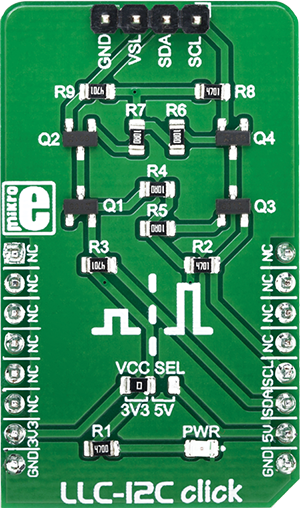 GND VSL SDA SCL
R9 R8
R7 R6
Q2 Q4
R4
Q1 R5 Q3
R3 R2
mikro e
NC NC
NC NC
NC NC
NC NC
NC SCL
NC SDA
3V3 5V
GND GND
VCC SEL
3V3 5V
R1 PWR
4700
LLC-I2C click